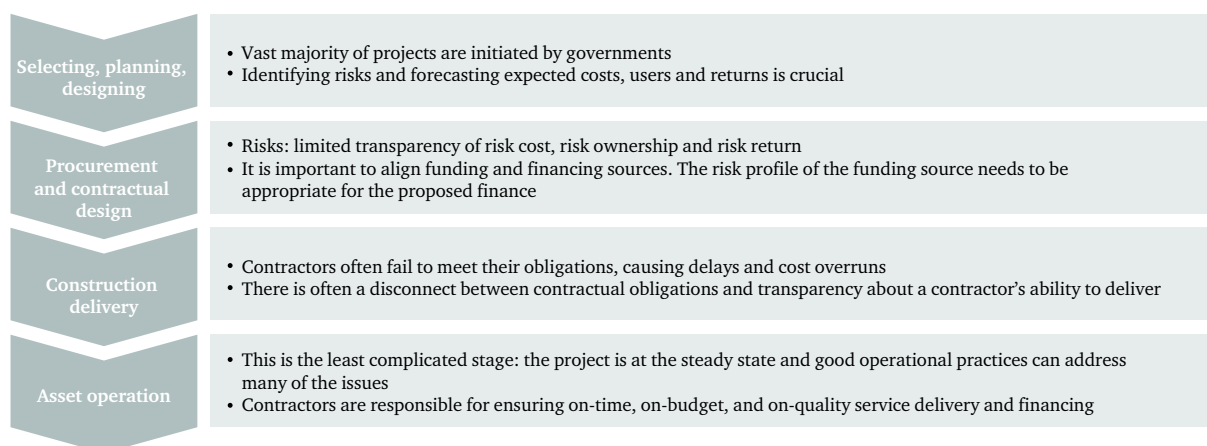 Selecting, planning,
designing
• Vast majority of projects are initiated by governments
• Identifying risks and forecasting expected costs, users and returns is crucial
Procurement
and contractual
design
• Risks: limited transparency of risk cost, risk ownership and risk return
• It is important to align funding and financing sources. The risk profile of the funding source needs to be
appropriate for the proposed finance
Construction
delivery
• Contractors often fail to meet their obligations, causing delays and cost overruns
• There is often a disconnect between contractual obligations and transparency about a contractor’s ability to deliver
Asset operation
• This is the least complicated stage: the project is at the steady state and good operational practices can address
many of the issues
• Contractors are responsible for ensuring on-time, on-budget, and on-quality service delivery and financing